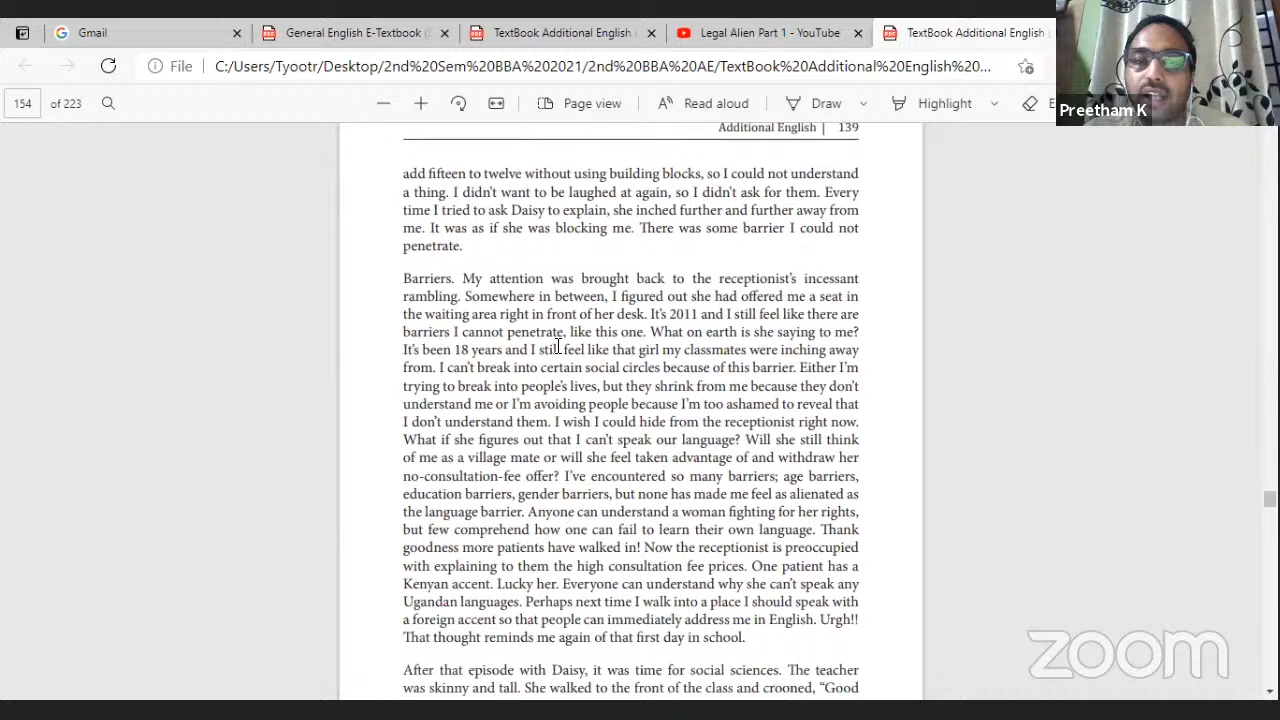 Gmail
General English E-Textbook (S
TextBook Additional English
Legal Alien Part 1 - YouTube
TextBook Additional English
File
C:/Users/Tyootr/Desktop/2nd%20Sem%20BBA%202021/2nd%20BBA%20AE/TextBook%20Additional%20English%20...
154 of 223
Page view
Read aloud
Draw
Highlight
Preetham K
Additional English | 139
add fifteen to twelve without using building blocks, so I could not understand
a thing. I didn't want to be laughed at again, so I didn't ask for them. Every
time I tried to ask Daisy to explain, she inched further and further away from
me. It was as if she was blocking me. There was some barrier I could not
penetrate.
Barriers. My attention was brought back to the receptionist's incessant
rambling. Somewhere in between, I figured out she had offered me a seat in
the waiting area right in front of her desk. It's 2011 and I still feel like there are
barriers I cannot penetrate, like this one. What on earth is she saying to me?
It's been 18 years and I still feel like that girl my classmates were inching away
from. I can't break into certain social circles because of this barrier. Either I'm
trying to break into people's lives, but they shrink from me because they don't
understand me or I'm avoiding people because I'm too ashamed to reveal that
I don't understand them. I wish I could hide from the receptionist right now.
What if she figures out that I can't speak our language? Will she still think
of me as a village mate or will she feel taken advantage of and withdraw her
no-consultation-fee offer? I've encountered so many barriers; age barriers,
education barriers, gender barriers, but none has made me feel as alienated as
the language barrier. Anyone can understand a woman fighting for her rights,
but few comprehend how one can fail to learn their own language. Thank
goodness more patients have walked in! Now the receptionist is preoccupied
with explaining to them the high consultation fee prices. One patient has a
Kenyan accent. Lucky her. Everyone can understand why she can't speak any
Ugandan languages. Perhaps next time I walk into a place I should speak with
a foreign accent so that people can immediately address me in English. Urgh!!
That thought reminds me again of that first day in school.
After that episode with Daisy, it was time for social sciences. The teacher
was skinny and tall. She walked to the front of the class and crooned, "Good
zoom